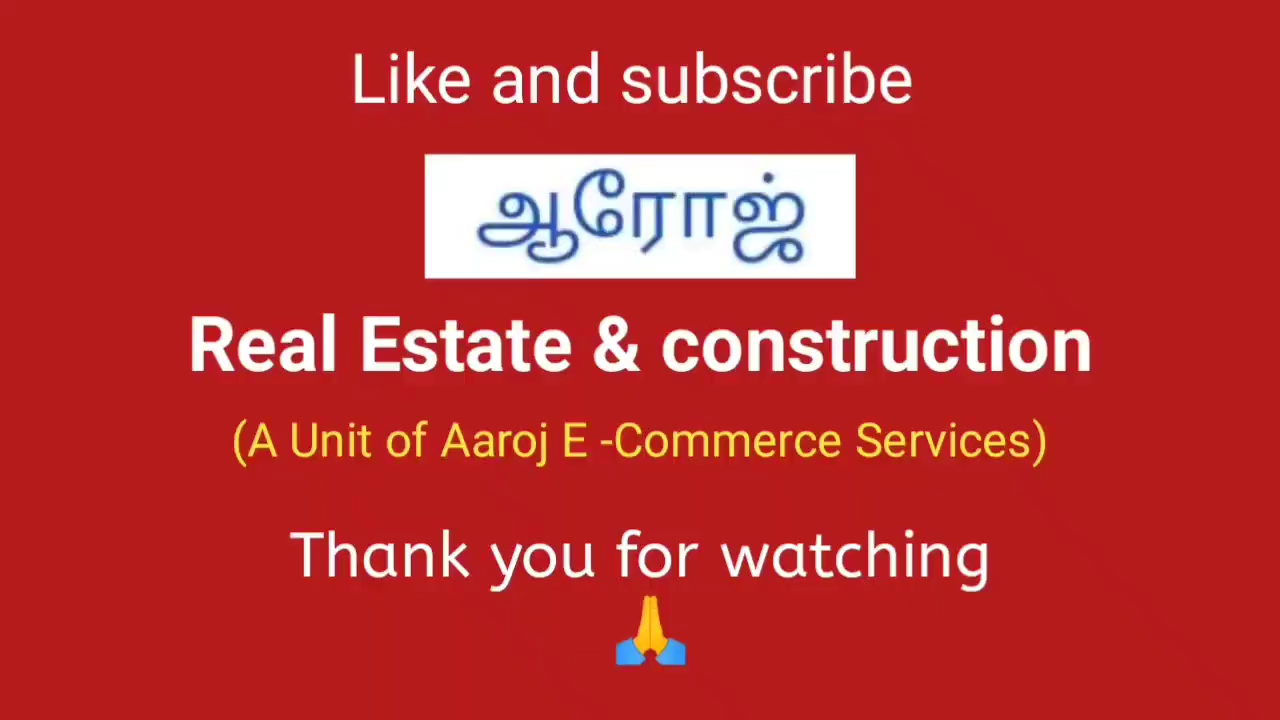 Like and subscribe
ஆரோஜ்
Real Estate & construction
(A Unit of Aaroj E -Commerce Services)
Thank you for watching
🙏